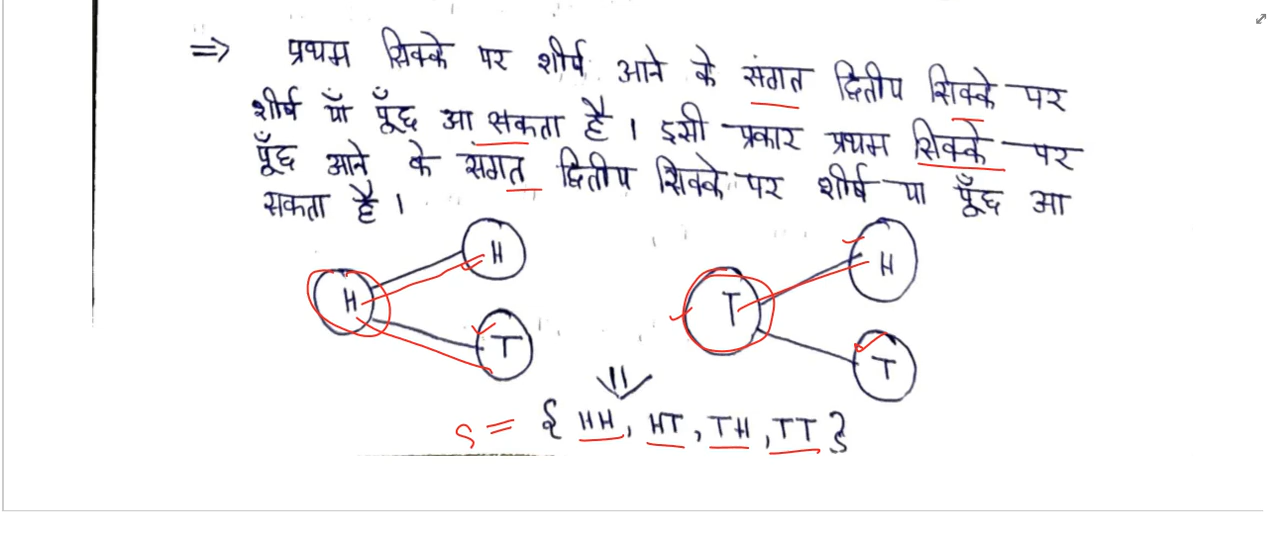 => प्रथम सिक्के पर शीर्ष आने के संगत द्वितीय सिक्के पर
शीर्ष याँ पूँछ आ सकता है । इसी प्रकार प्रथम सिक्के पर
पूँछ आने के संगत द्वितीय सिक्के पर शीर्ष या पूँछ आ
सकता है ।
H
H
T
T
H
T
S = { HH, HT, TH, TT }